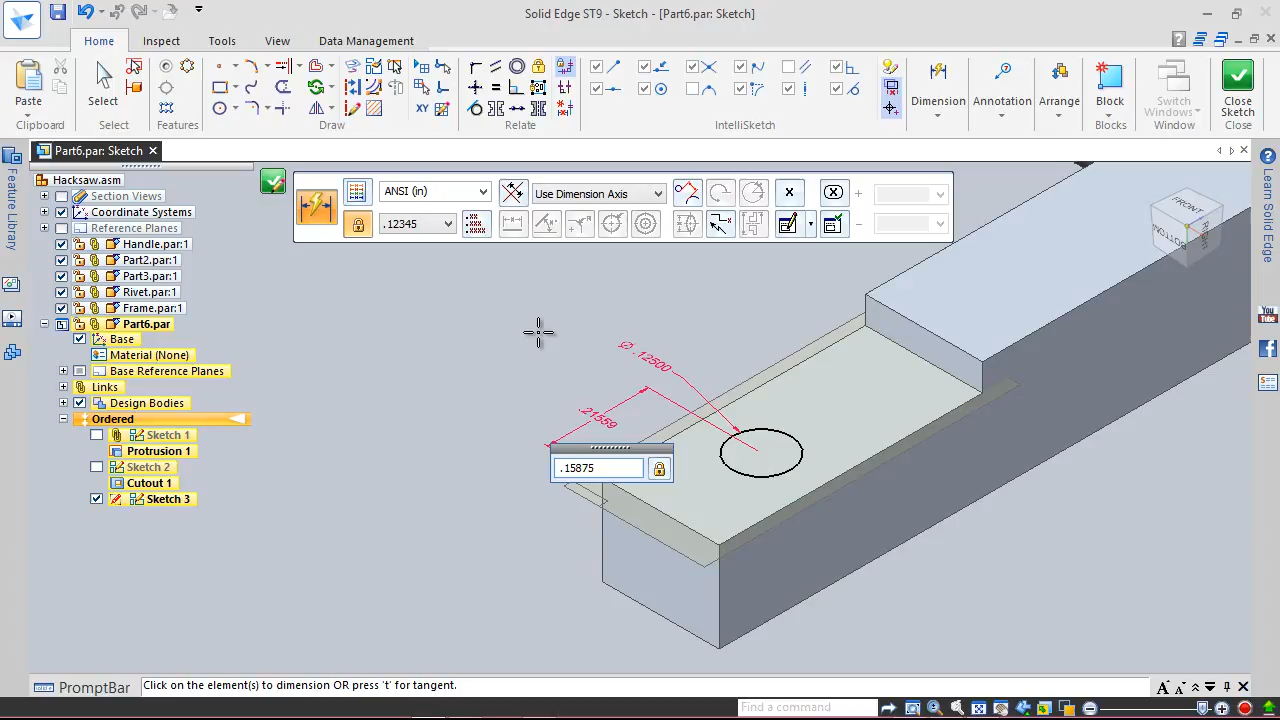 Solid Edge ST9 - Sketch - [Part6.par: Sketch]
Home
Inspect
Tools
View
Data Management
Paste
Select
Dimension
Annotation
Arrange
Block
Switch
Windows
Close
Sketch
Clipboard
Select
Features
Draw
Relate
IntelliSketch
Blocks
Window
Close
Part6.par: Sketch
Feature Library
Learn Solid Edge
You
Tube
Hacksaw.asm
Section Views
Coordinate Systems
Reference Planes
Handle.par:1
Part2.par:1
Part3.par:1
Rivet.par:1
Frame.par:1
Part6.par
Base
Material (None)
Base Reference Planes
Links
Design Bodies
Ordered
Sketch 1
Protrusion 1
Sketch 2
Cutout 1
Sketch 3
ANSI (in)
Use Dimension Axis
.12345
FRONT
BOTTOM
Ø .12500
.21559
.15875
PromptBar
Click on the element(s) to dimension OR press 't' for tangent.
Find a command